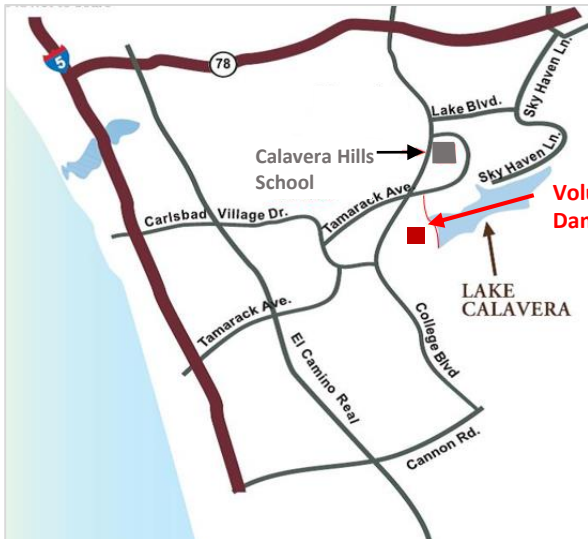 5
78
Lake Blvd.
Sky Haven Ln.
Calavera Hills
School
Sky Haven Ln.
Tamarack Ave.
Carlsbad Village Dr.
Dam
LAKE
CALAVERA
Tamarack Ave.
El Camino Real
College Blvd
Cannon Rd.